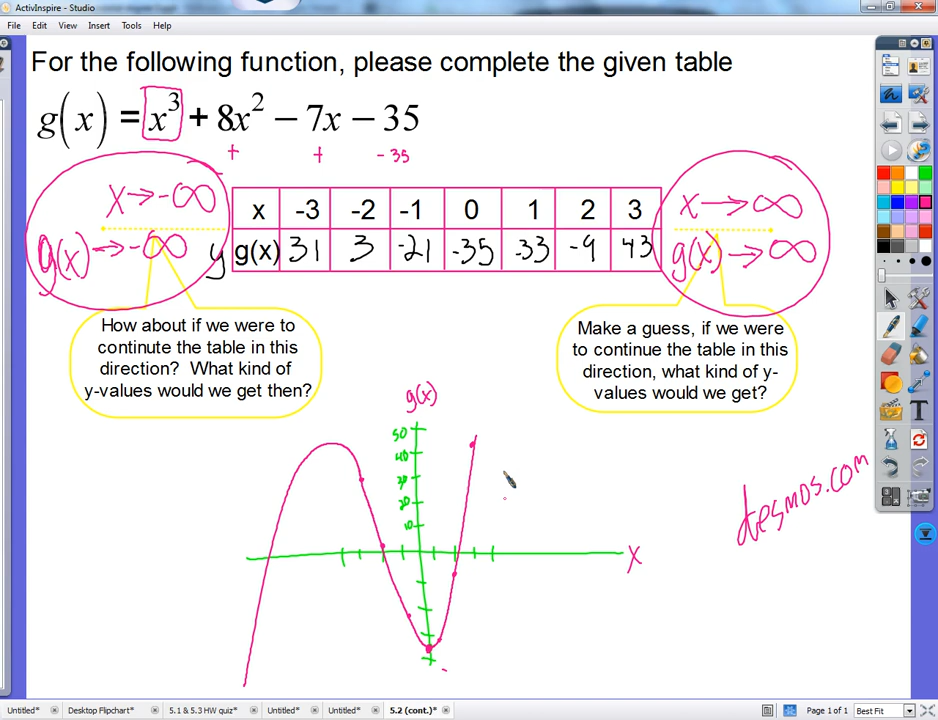 ActivInspire - Studio
File Edit View Insert Tools Help
For the following function, please complete the given table
g(x) = x³ + 8x² − 7x − 35
+ + - 35
x → -∞
g(x) → -∞
x -3 -2 -1 0 1 2 3
y g(x) 31 3 -21 -35 -33 -9 43
x → ∞
g(x) → ∞
How about if we were to
continute the table in this
direction? What kind of
y-values would we get then?
Make a guess, if we were
to continue the table in this
direction, what kind of y-
values would we get?
g(x)
50
40
30
20
10
x
desmos.com
Untitled* Desktop Flipchart* 5.1 & 5.3 HW quiz* Untitled* Untitled* 5.2 (cont.)* Page 1 of 1 Best Fit